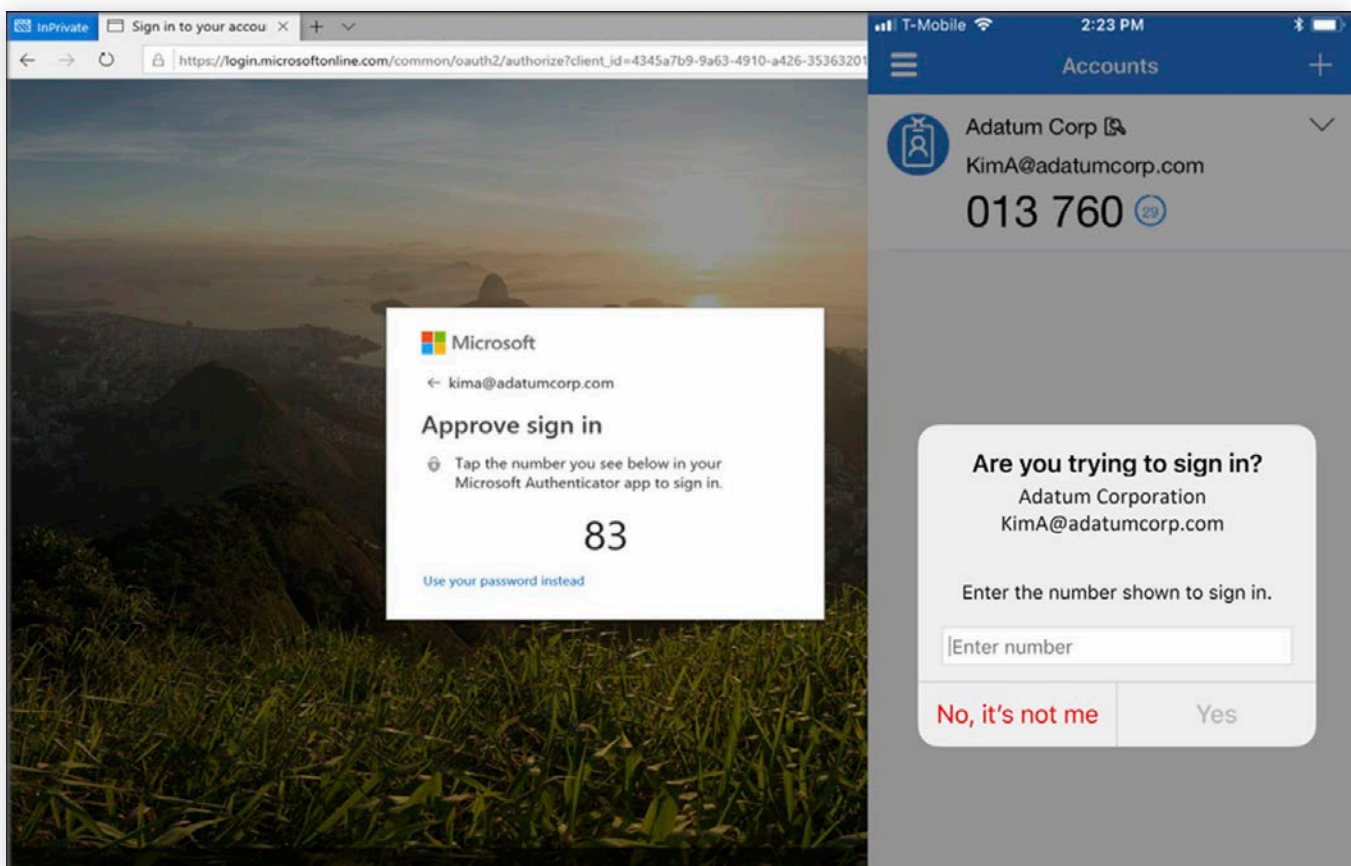 InPrivate
Sign in to your accou
https://login.microsoftonline.com/common/oauth2/authorize?client_id=4345a7b9-9a63-4910-a426-35363201
Microsoft
kima@adatumcorp.com
Approve sign in
Tap the number you see below in your
Microsoft Authenticator app to sign in.
83
Use your password instead
T-Mobile 2:23 PM
Accounts
Adatum Corp
KimA@adatumcorp.com
013 760 29
Are you trying to sign in?
Adatum Corporation
KimA@adatumcorp.com
Enter the number shown to sign in.
Enter number
No, it's not me Yes